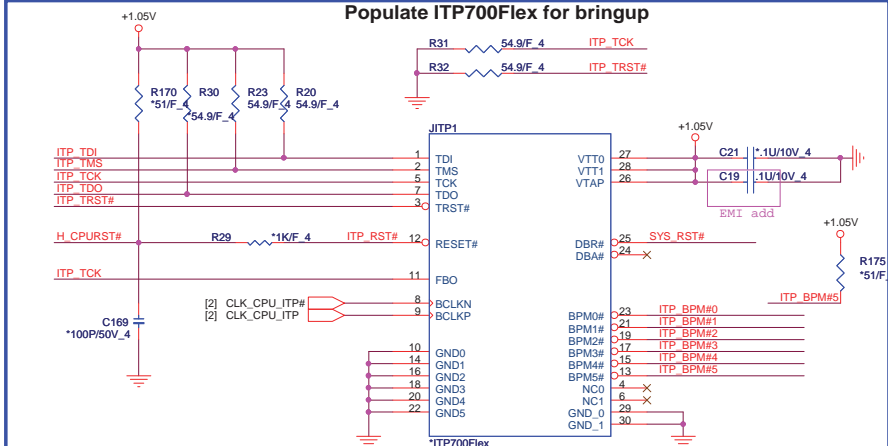 Populate ITP700Flex for bringup
+1.05V
R31 54.9/F_4 ITP_TCK
R32 54.9/F_4 ITP_TRST#
R170 R30 R23 R20
*51/F_4 *54.9/F_4 54.9/F_4 54.9/F_4
JITP1
+1.05V
ITP_TDI 1 TDI
ITP_TMS 2 TMS
ITP_TCK 5 TCK
ITP_TDO 7 TDO
ITP_TRST# 3 TRST#
VTT0 27 C21 *.1U/10V_4
VTT1 28
VTAP 26 C19 .1U/10V_4
EMI add
H_CPURST# R29 *1K/F_4 ITP_RST# 12 RESET#
DBR# 25 SYS_RST#
DBA# 24
+1.05V
R175
*51/F_
ITP_BPM#5
ITP_TCK 11 FBO
[2] CLK_CPU_ITP# 8 BCLKN
[2] CLK_CPU_ITP 9 BCLKP
C169
*100P/50V_4
BPM0# 23 ITP_BPM#0
BPM1# 21 ITP_BPM#1
BPM2# 19 ITP_BPM#2
BPM3# 17 ITP_BPM#3
BPM4# 15 ITP_BPM#4
BPM5# 13 ITP_BPM#5
10 GND0
14 GND1
16 GND2
18 GND3
20 GND4
22 GND5
NC0 4
NC1 6
GND_0 29
GND_1 30
*ITP700Flex